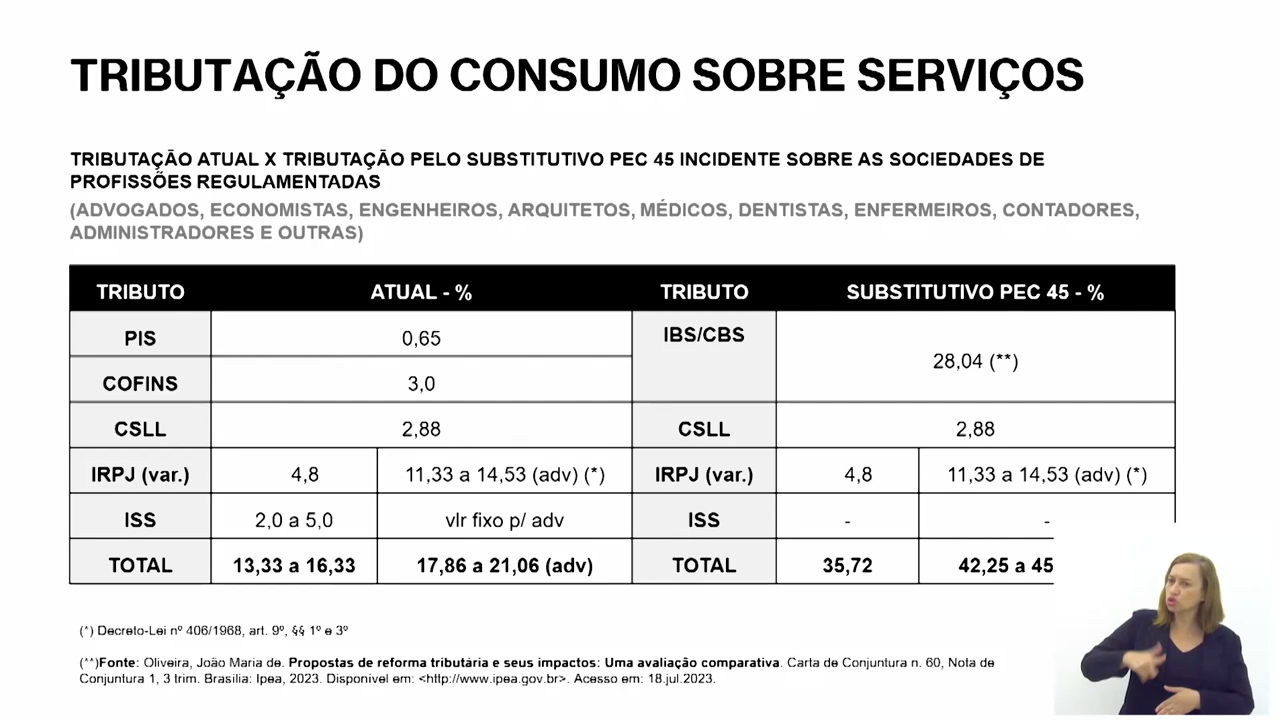 TRIBUTAÇÃO DO CONSUMO SOBRE SERVIÇOS
TRIBUTAÇÃO ATUAL X TRIBUTAÇÃO PELO SUBSTITUTIVO PEC 45 INCIDENTE SOBRE AS SOCIEDADES DE
PROFISSÕES REGULAMENTADAS
(ADVOGADOS, ECONOMISTAS, ENGENHEIROS, ARQUITETOS, MÉDICOS, DENTISTAS, ENFERMEIROS, CONTADORES,
ADMINISTRADORES E OUTRAS)
TRIBUTO ATUAL - % TRIBUTO SUBSTITUTIVO PEC 45 - %
PIS 0,65 IBS/CBS 28,04 (**)
COFINS 3,0
CSLL 2,88 CSLL 2,88
IRPJ (var.) 4,8 11,33 a 14,53 (adv) (*) IRPJ (var.) 4,8 11,33 a 14,53 (adv) (*)
ISS 2,0 a 5,0 vlr fixo p/ adv ISS - -
TOTAL 13,33 a 16,33 17,86 a 21,06 (adv) TOTAL 35,72 42,25 a 45
(*) Decreto-Lei nº 406/1968, art. 9º, §§ 1º e 3º
(**)Fonte: Oliveira, João Maria de. Propostas de reforma tributária e seus impactos: Uma avaliação comparativa. Carta de Conjuntura n. 60, Nota de
Conjuntura 1, 3 trim. Brasilia: Ipea, 2023. Disponivel em: <http://www.ipea.gov.br>. Acesso em: 18.jul.2023.